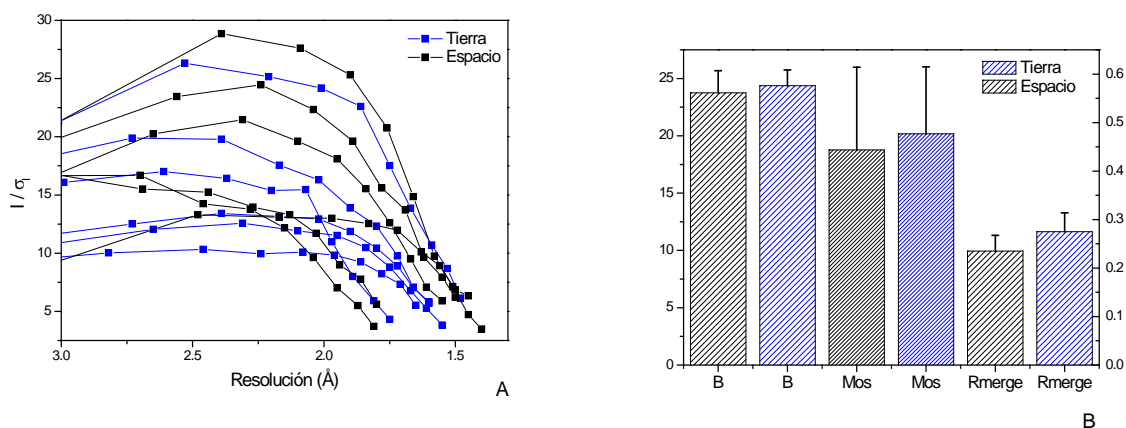 30
25
20
15
10
5
I / σI
3.0 2.5 2.0 1.5
Resolución (Å)
Tierra
Espacio
A
25
20
15
10
5
0
Tierra
Espacio
0.6
0.5
0.4
0.3
0.2
0.1
0.0
B B Mos Mos Rmerge Rmerge
B